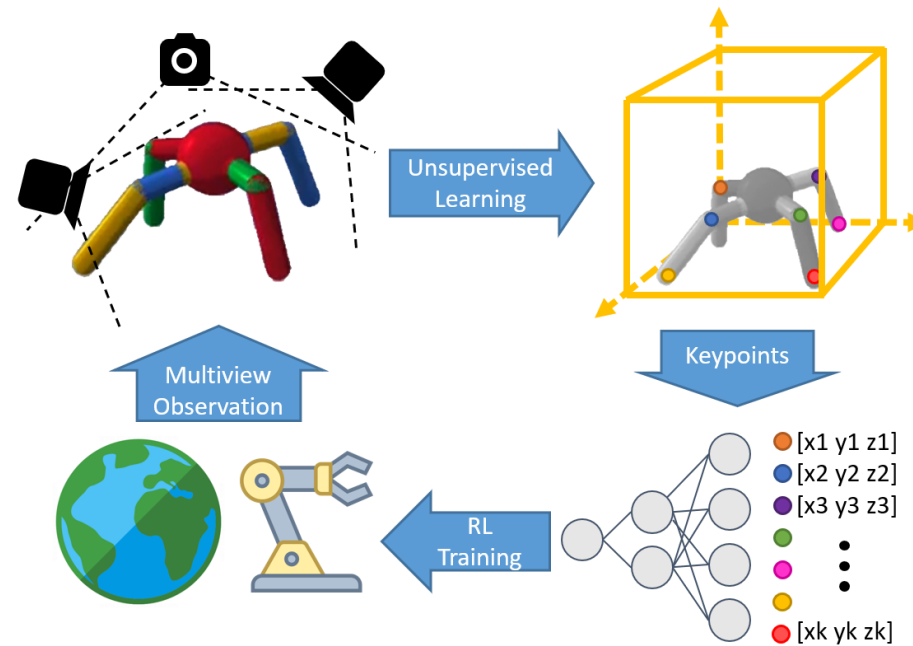 Unsupervised
Learning
Keypoints
Multiview
Observation
RL
Training
[x1 y1 z1]
[x2 y2 z2]
[x3 y3 z3]
[xk yk zk]